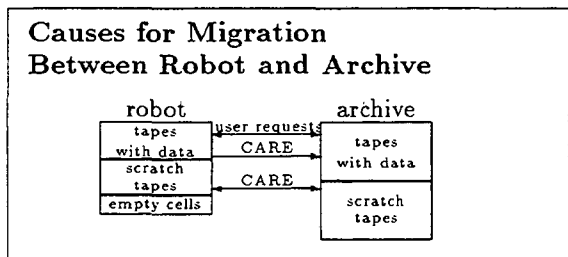 Causes for Migration
Between Robot and Archive
robot
archive
tapes
with data
scratch
tapes
empty cells
user requests
CARE
CARE
tapes
with data
scratch
tapes